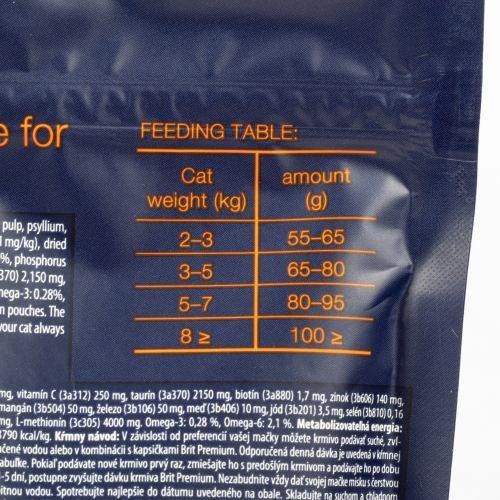 e for
FEEDING TABLE:
Cat weight (kg) amount (g)
2–3 55–65
3–5 65–80
5–7 80–95
8 ≥ 100 ≥
pulp, psyllium,
mg/kg), dried
%, phosphorus
370) 2,150 mg,
mega-3: 0.28%,
n pouches. The
your cat always
mg, vitamín C (3a312) 250 mg, taurín (3a370) 2150 mg, biotín (3a880) 1,7 mg, zinok (3b606) 140 mg,
mangán (3b504) 50 mg, železo (3b106) 50 mg, meď (3b406) 10 mg, jód (3b201) 3,5 mg, selén (3b810) 0,16
mg, L-methionín (3c305) 4000 mg. Omega-3: 0,28 %, Omega-6: 2,1 %. Metabolizovateľná energia:
3790 kcal/kg. Kŕmny návod: V závislosti od preferencií vašej mačky môžete krmivo podávať suché, zvl-
čené vodou alebo v kombinácii s kapsičkami Brit Premium. Odporučená denná dávka je uvedená v kŕmnej
abuľke. Pokiaľ podávate nové krmivo prvý raz, zmiešajte ho s predošlým krmivom a podávajte ho po dobu
-5 dní, postupne zvyšujte dávku krmiva Brit Premium. Nezabudnite vždy dať svojej mačke misku s čerstvou
pitnou vodou. Spotrebujte najlepšie do dátumu uvedeného na obale. Skladujte na suchom a chladnom